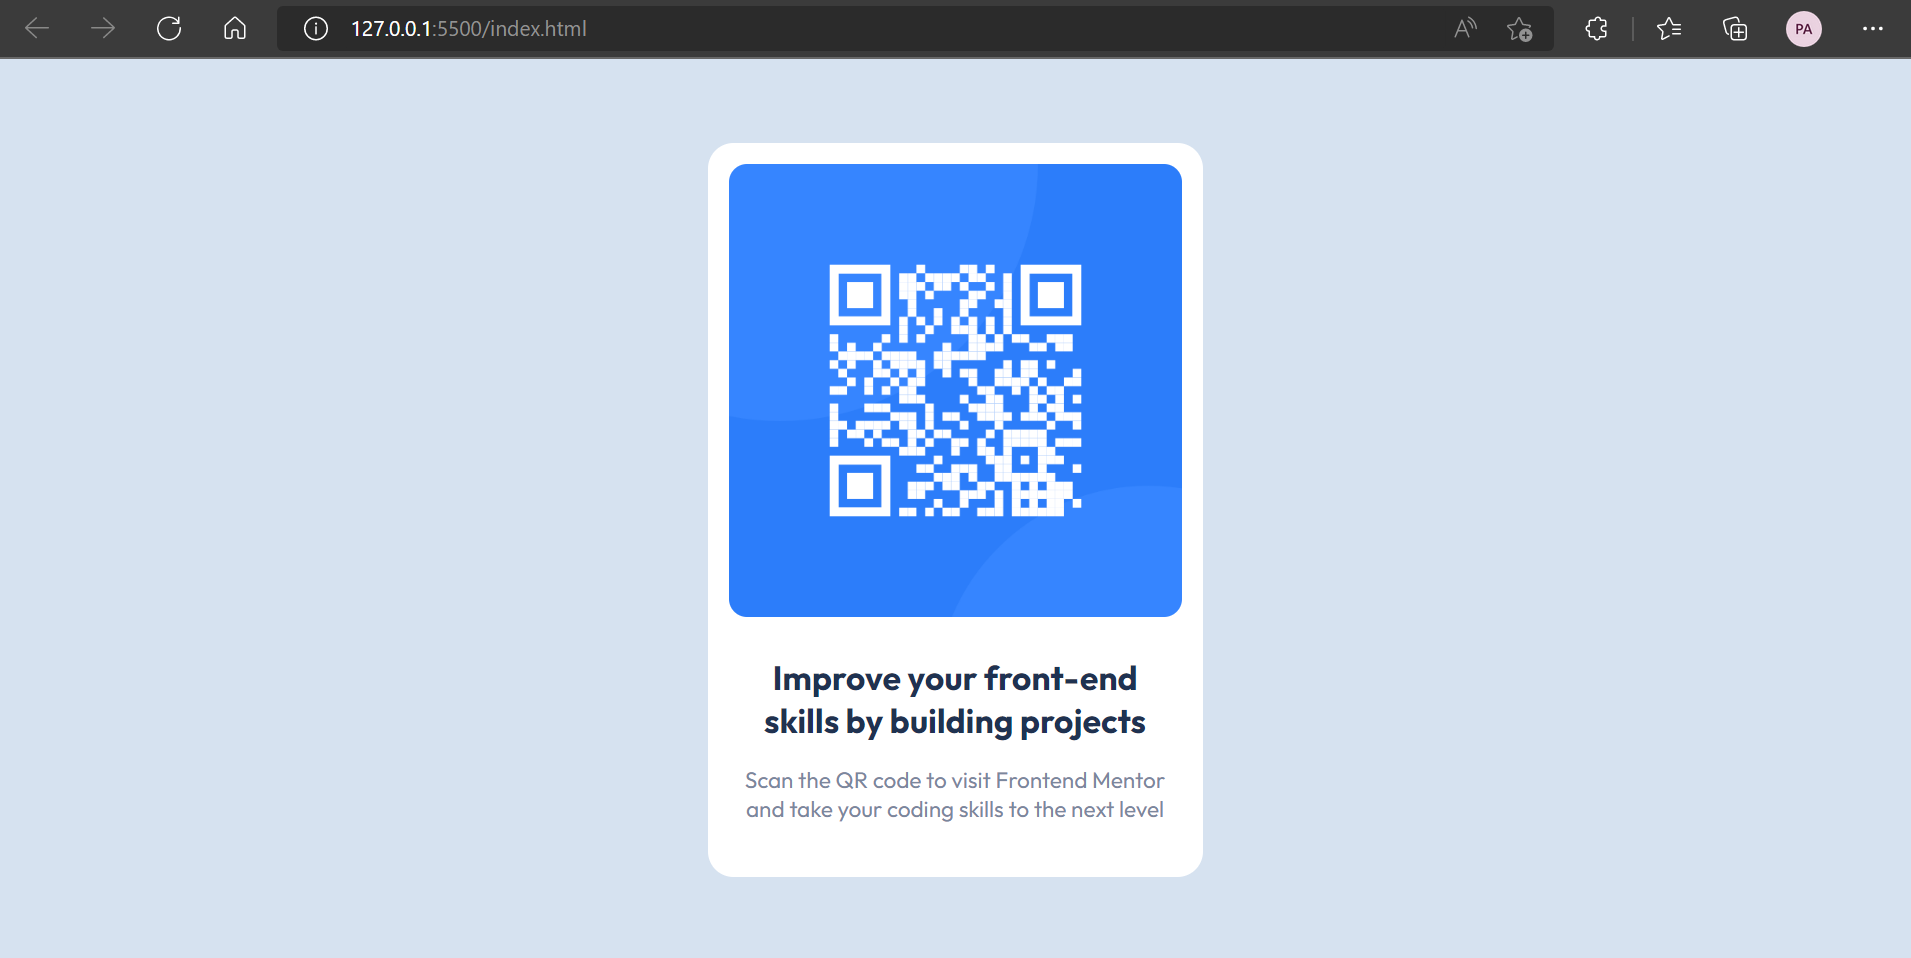 127.0.0.1:5500/index.html
A
PA
Improve your front-end
skills by building projects
Scan the QR code to visit Frontend Mentor
and take your coding skills to the next level